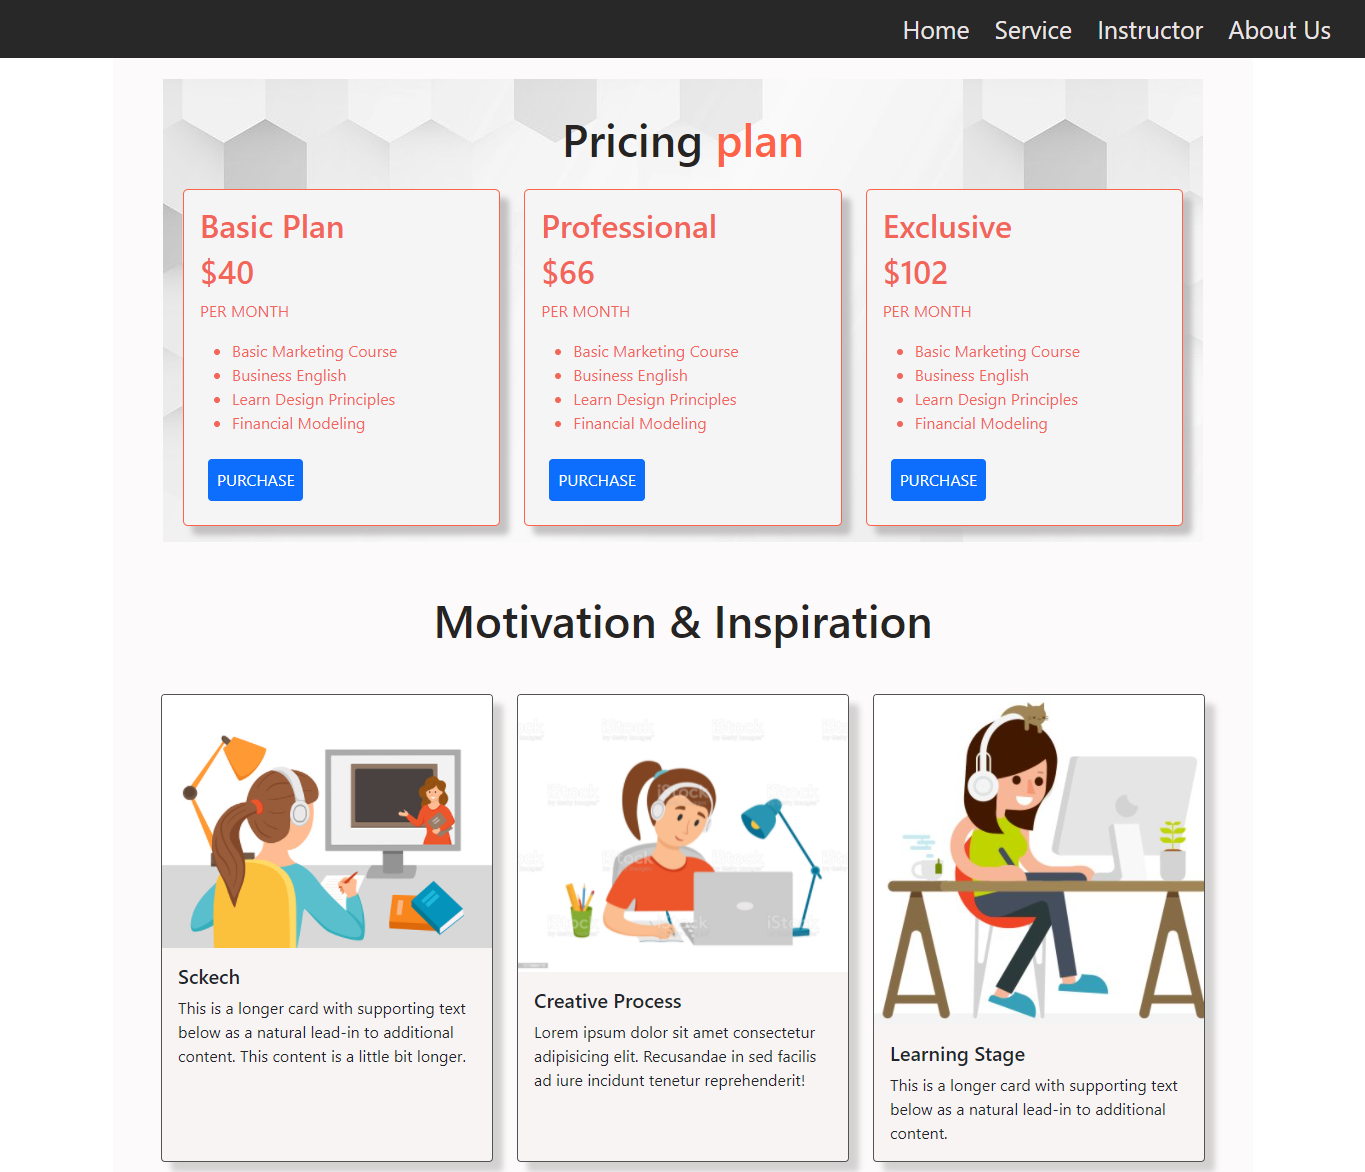 Home Service Instructor About Us
Pricing plan
Basic Plan
$40
PER MONTH
Basic Marketing Course
Business English
Learn Design Principles
Financial Modeling
PURCHASE
Professional
$66
PER MONTH
Basic Marketing Course
Business English
Learn Design Principles
Financial Modeling
PURCHASE
Exclusive
$102
PER MONTH
Basic Marketing Course
Business English
Learn Design Principles
Financial Modeling
PURCHASE
Motivation & Inspiration
Sckech
This is a longer card with supporting text
below as a natural lead-in to additional
content. This content is a little bit longer.
iStock
iStock
Creative Process
Lorem ipsum dolor sit amet consectetur
adipisicing elit. Recusandae in sed facilis
ad iure incidunt tenetur reprehenderit!
Learning Stage
This is a longer card with supporting text
below as a natural lead-in to additional
content.